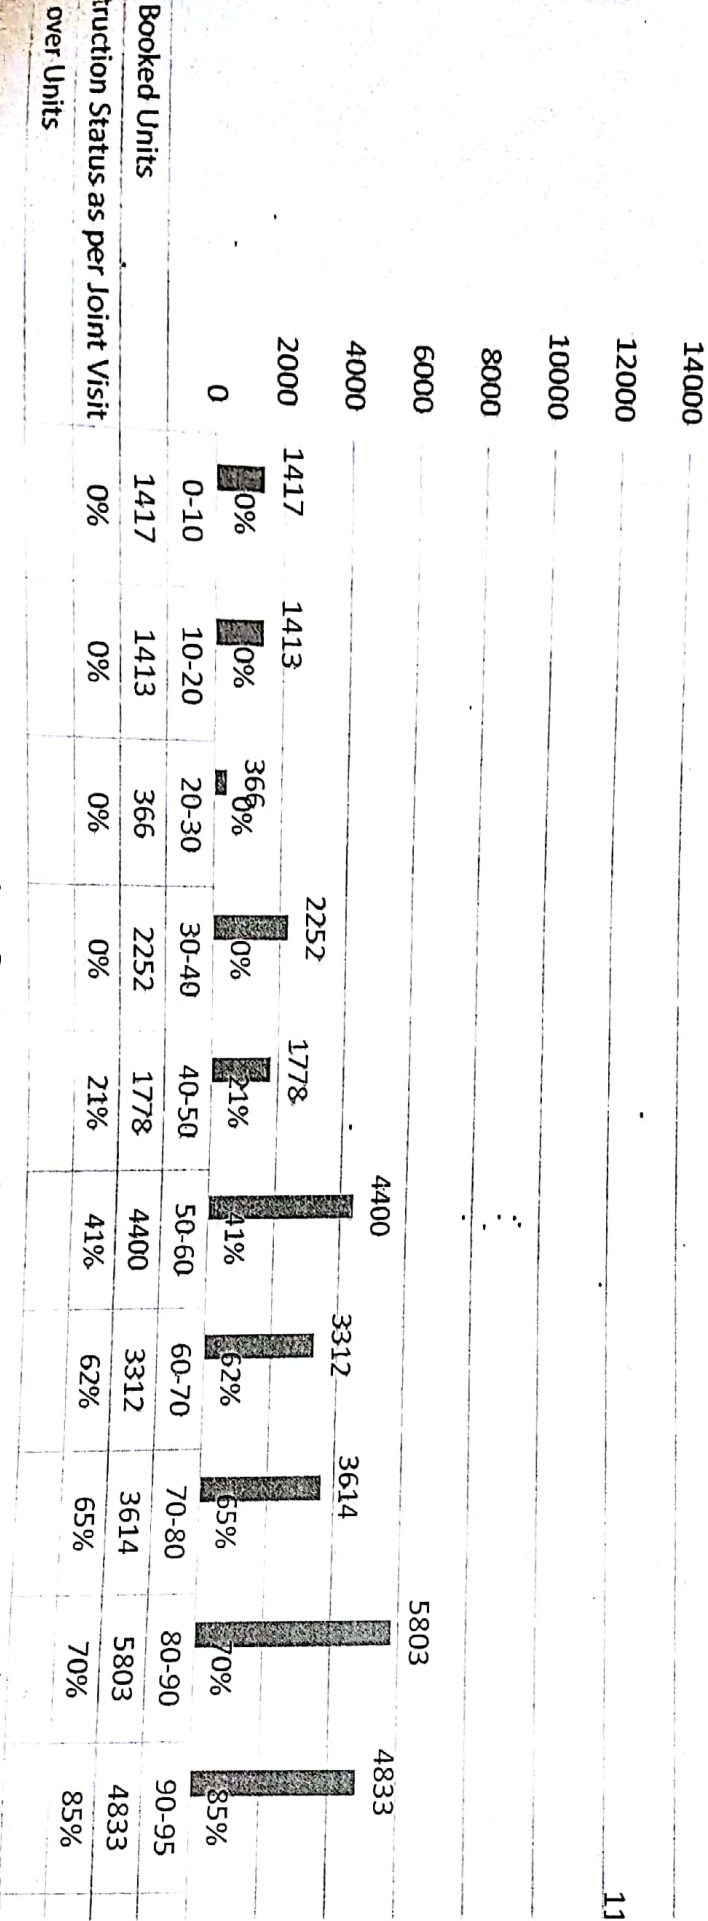 14000
12000
10000
8000
6000
4000
2000
0
1417 1413 366 2252 1778 4400 3312 3614 5803 4833 11
0% 0% 0% 0% 21% 41% 62% 65% 70% 85%
0-10 10-20 20-30 30-40 40-50 50-60 60-70 70-80 80-90 90-95
Booked Units 1417 1413 366 2252 1778 4400 3312 3614 5803 4833
truction Status as per Joint Visit 0% 0% 0% 0% 21% 41% 62% 65% 70% 85%
over Units